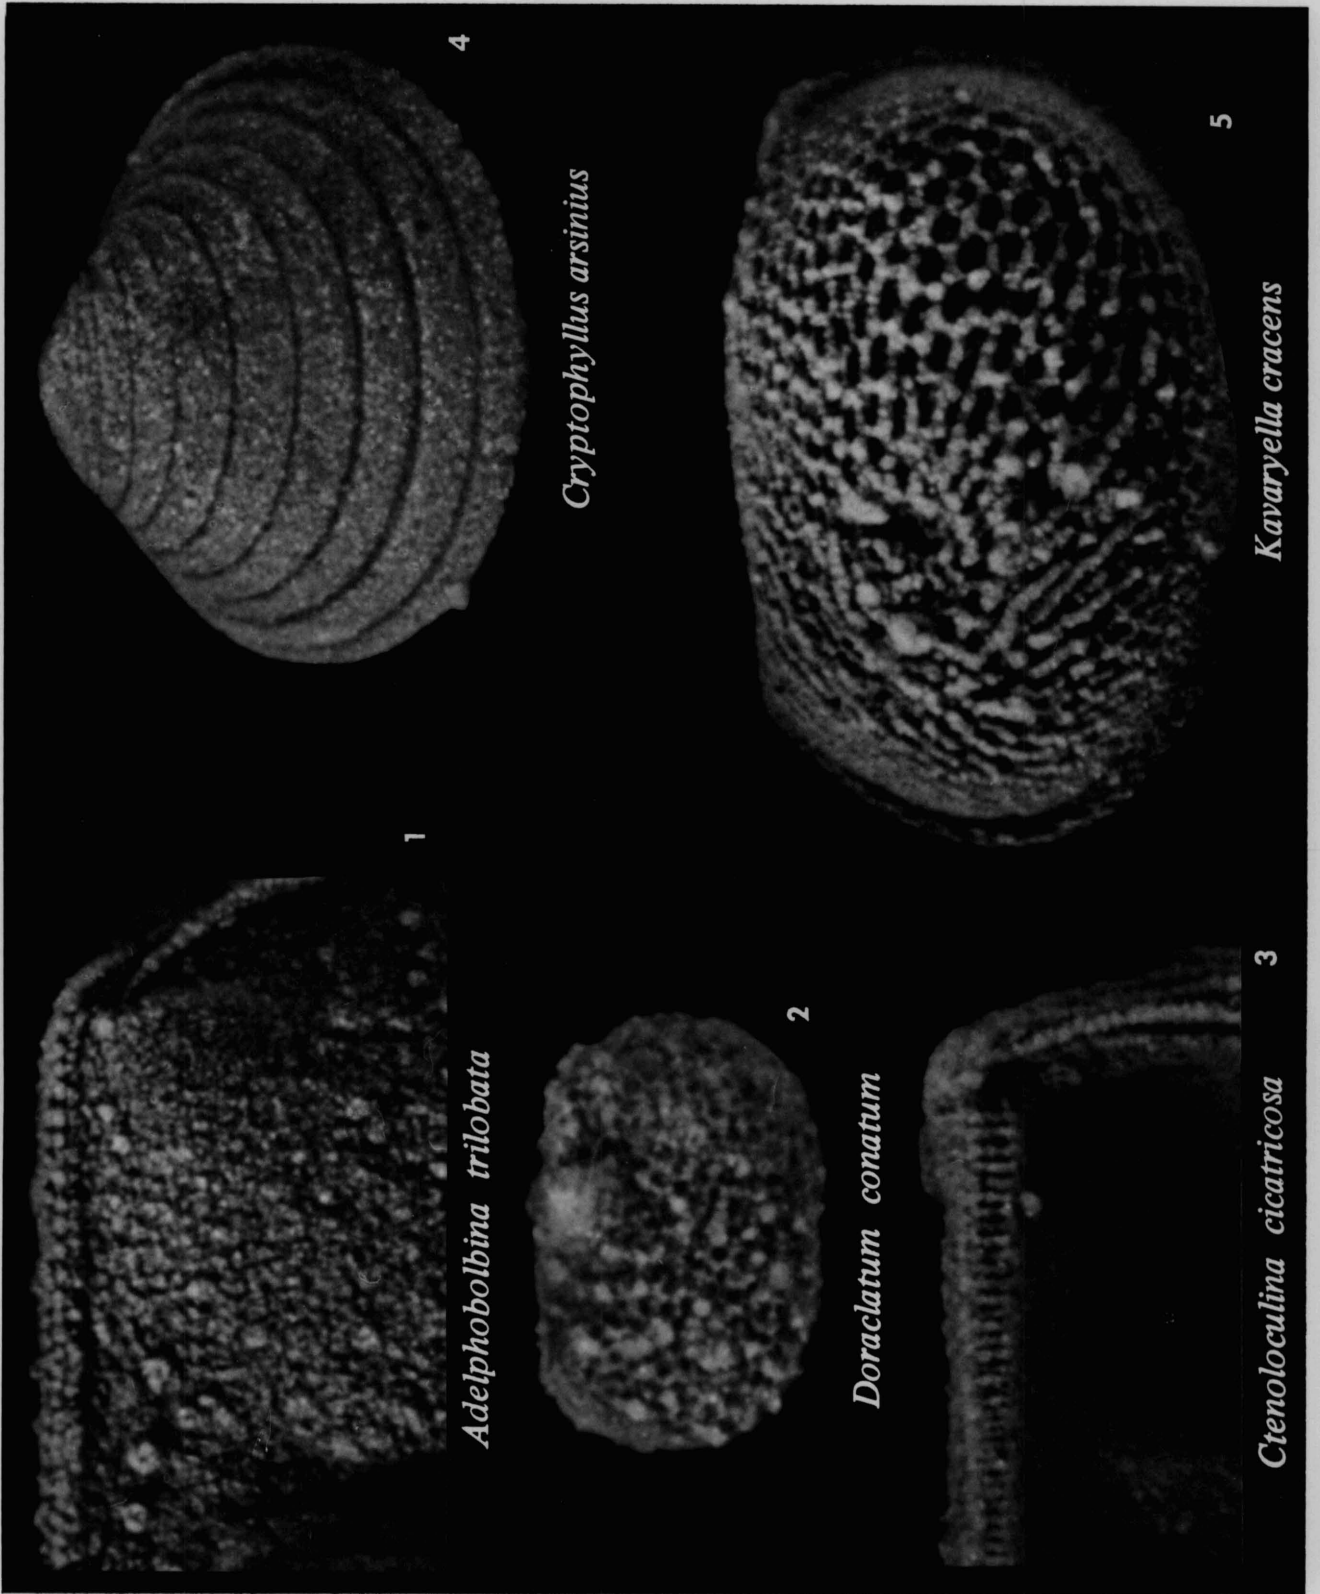 1
Adelphobolbina trilobata
2
Doraclatum conatum
3
Ctenoloculina cicatricosa
4
Cryptophyllus arsinius
5
Kavaryella cracens